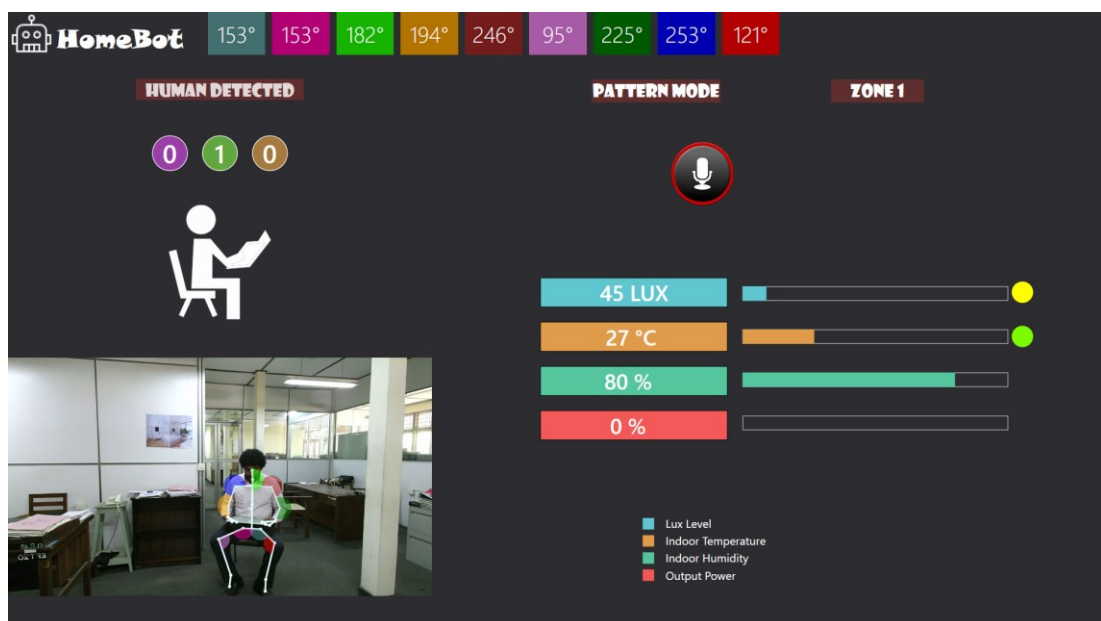 HomeBot 153° 153° 182° 194° 246° 95° 225° 253° 121°
HUMAN DETECTED PATTERN MODE ZONE 1
0 1 0
45 LUX
27 °C
80 %
0 %
Lux Level
Indoor Temperature
Indoor Humidity
Output Power